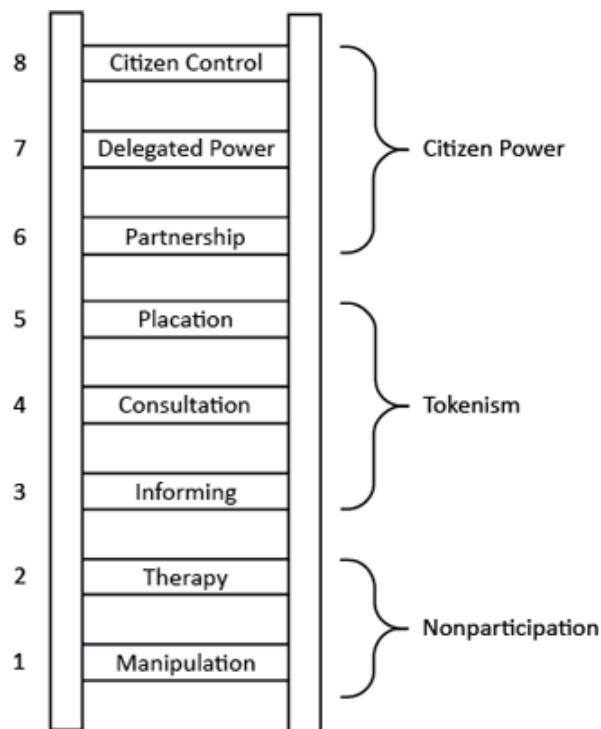 8 Citizen Control
7 Delegated Power Citizen Power
6 Partnership
5 Placation
4 Consultation Tokenism
3 Informing
2 Therapy
Nonparticipation
1 Manipulation